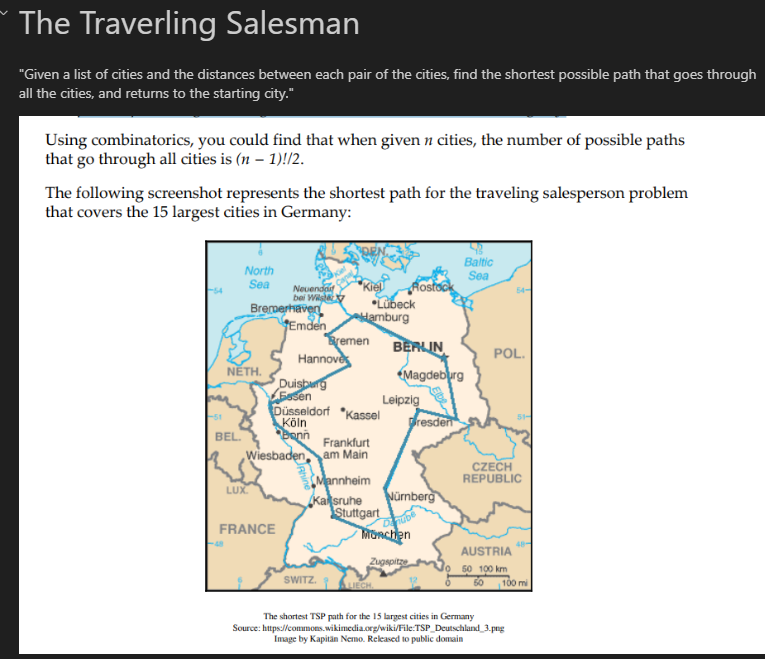 The Traverling Salesman
"Given a list of cities and the distances between each pair of the cities, find the shortest possible path that goes through
all the cities, and returns to the starting city."
Using combinatorics, you could find that when given n cities, the number of possible paths
that go through all cities is (n − 1)!/2.
The following screenshot represents the shortest path for the traveling salesperson problem
that covers the 15 largest cities in Germany:
DEN.
Baltic
Sea
North
Sea
54
Kiel
Rostock
54
Neuendorf
bei Wilster
Lübeck
Bremerhaven
Hamburg
Emden
Bremen
BERLIN
POL.
Hannover
NETH.
Magdeburg
Duisburg
Essen
Elbe
Leipzig
Düsseldorf
Kassel
51
51
Köln
Dresden
BEL.
Bonn
Frankfurt
am Main
Wiesbaden
CZECH
REPUBLIC
Rhine
Mannheim
LUX.
Karlsruhe
Nürnberg
Stuttgart
Danube
FRANCE
München
48
48
AUSTRIA
Zugspitze
0 50 100 km
0 50 100 mi
SWITZ.
LIECH.
6
9
12
The shortest TSP path for the 15 largest cities in Germany
Source: https://commons.wikimedia.org/wiki/File:TSP_Deutschland_3.png
Image by Kapitän Nemo. Released to public domain